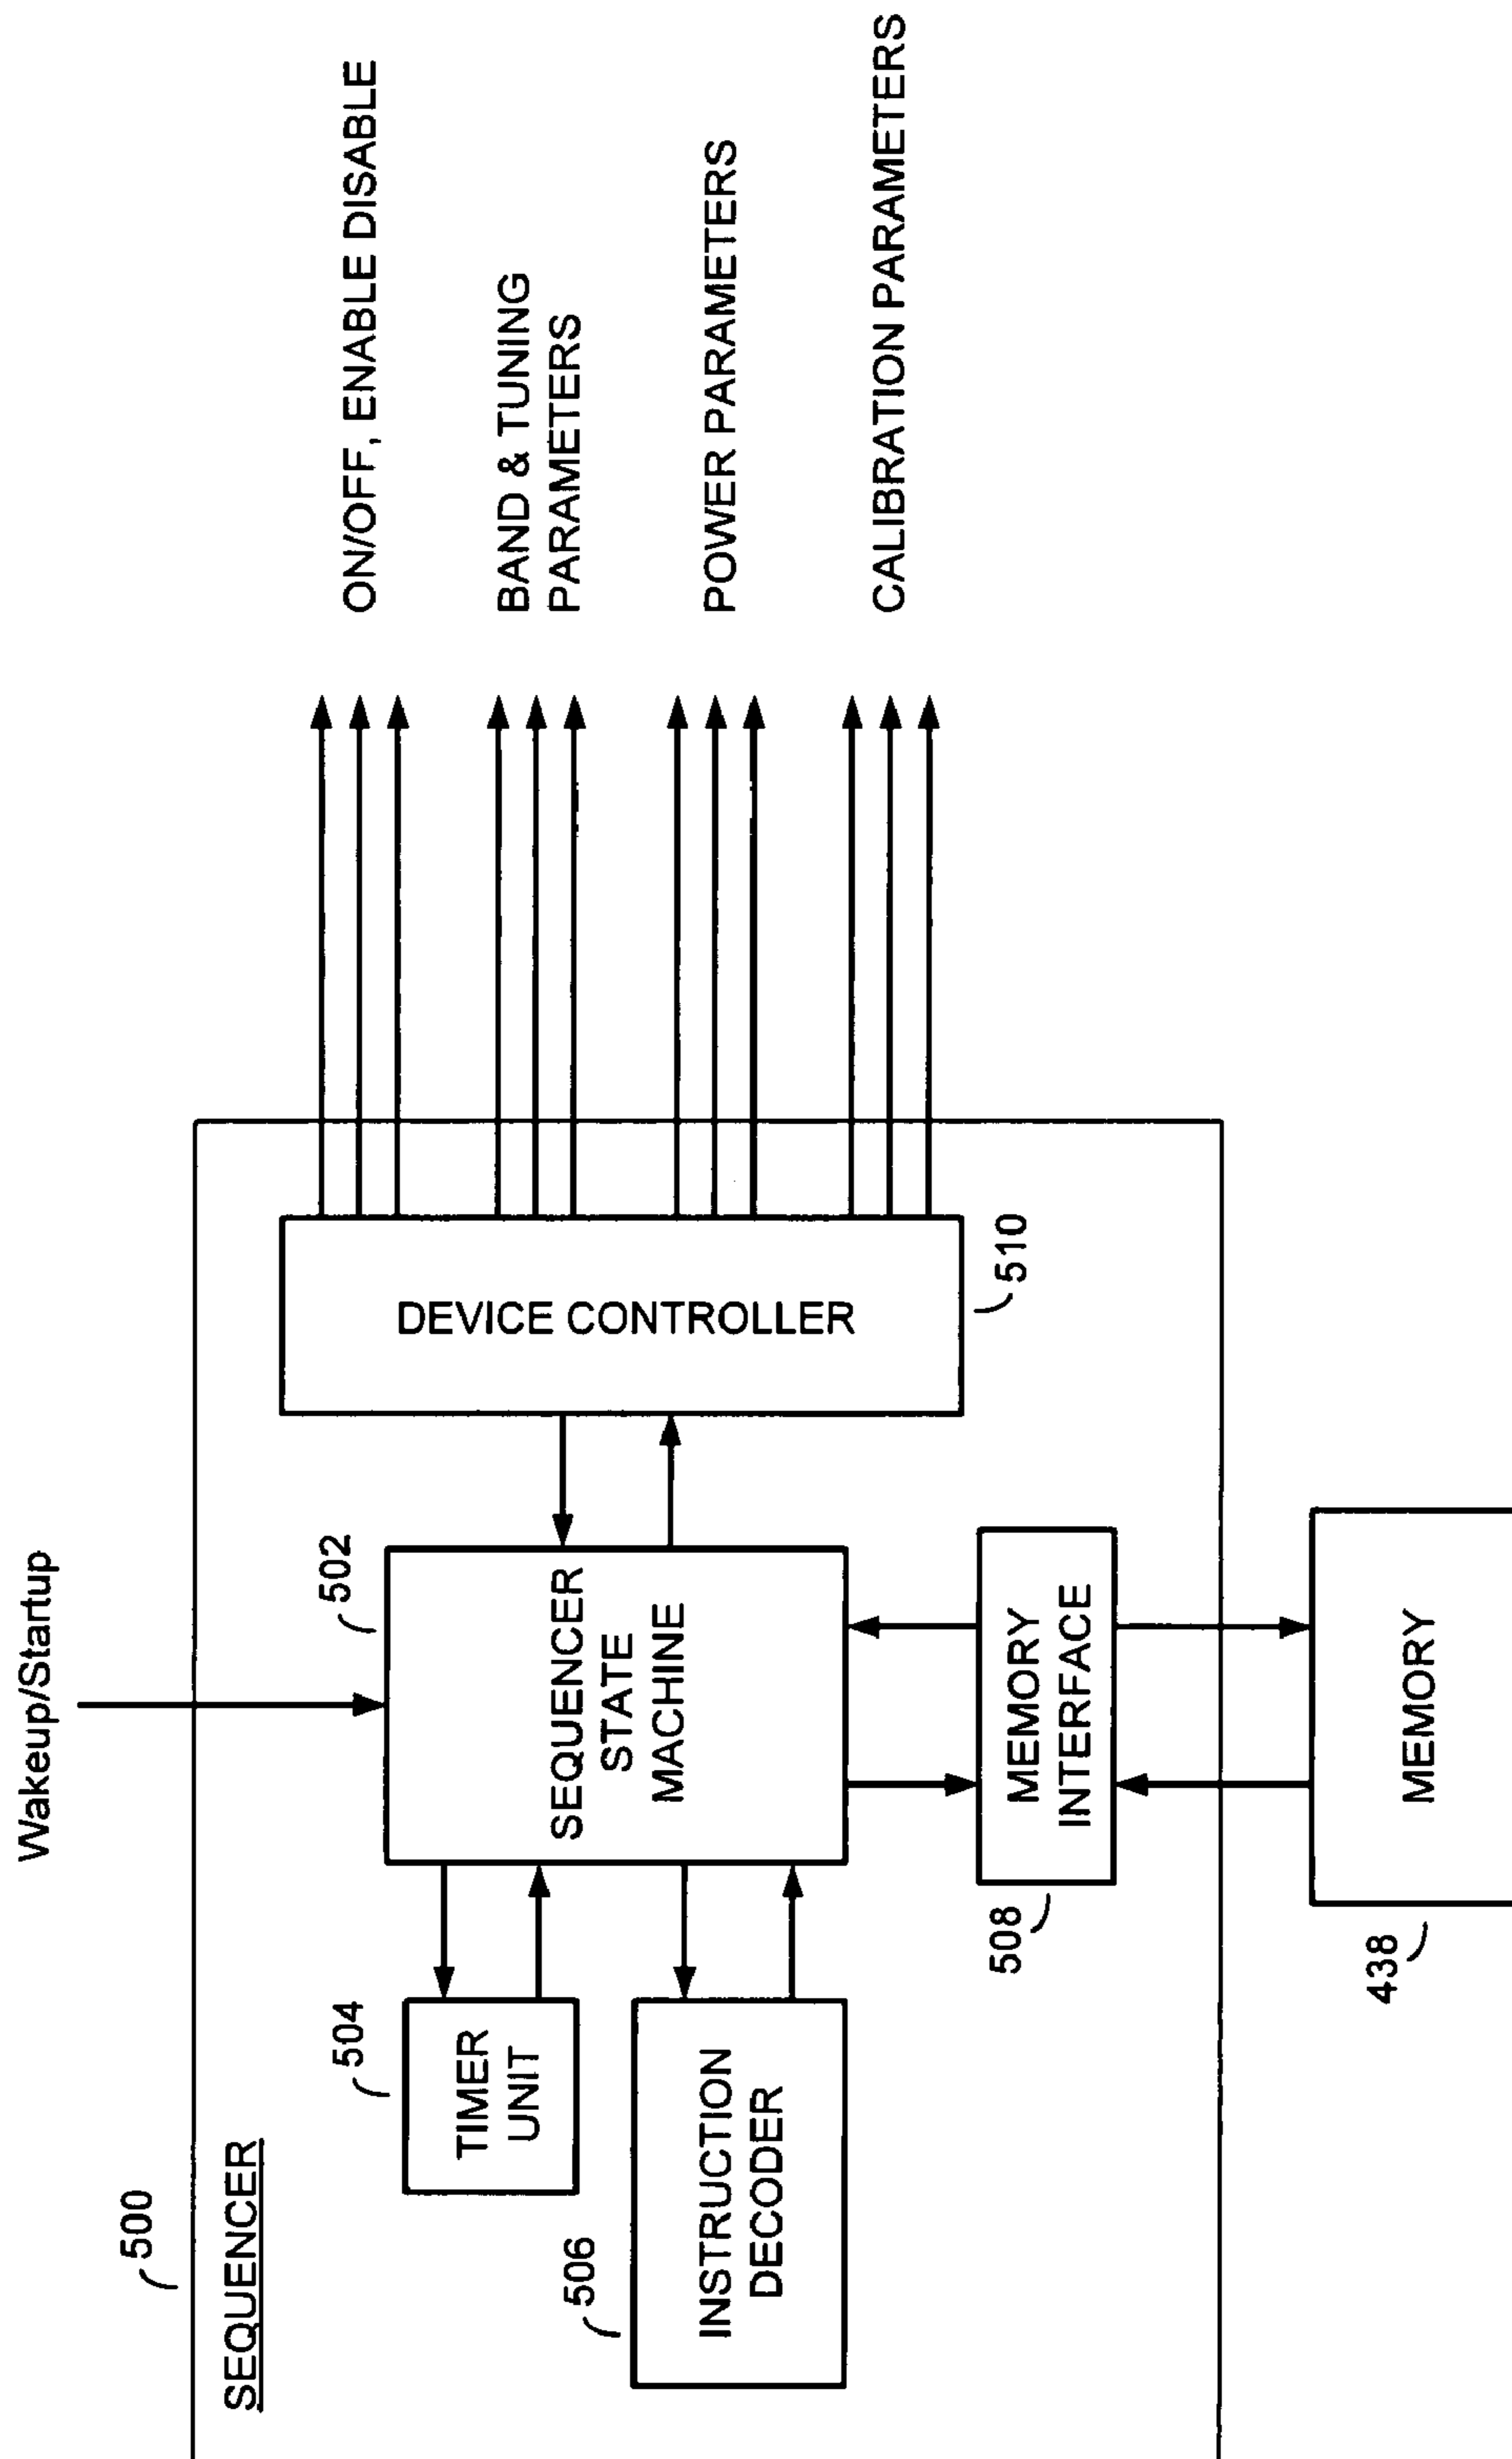 Wakeup/Startup
500
SEQUENCER
502
504
TIMER
UNIT
SEQUENCER
STATE
MACHINE
506
INSTRUCTION
DECODER
DEVICE CONTROLLER
510
508
MEMORY
INTERFACE
438
MEMORY
ON/OFF, ENABLE DISABLE
BAND & TUNING
PARAMETERS
POWER PARAMETERS
CALIBRATION PARAMETERS